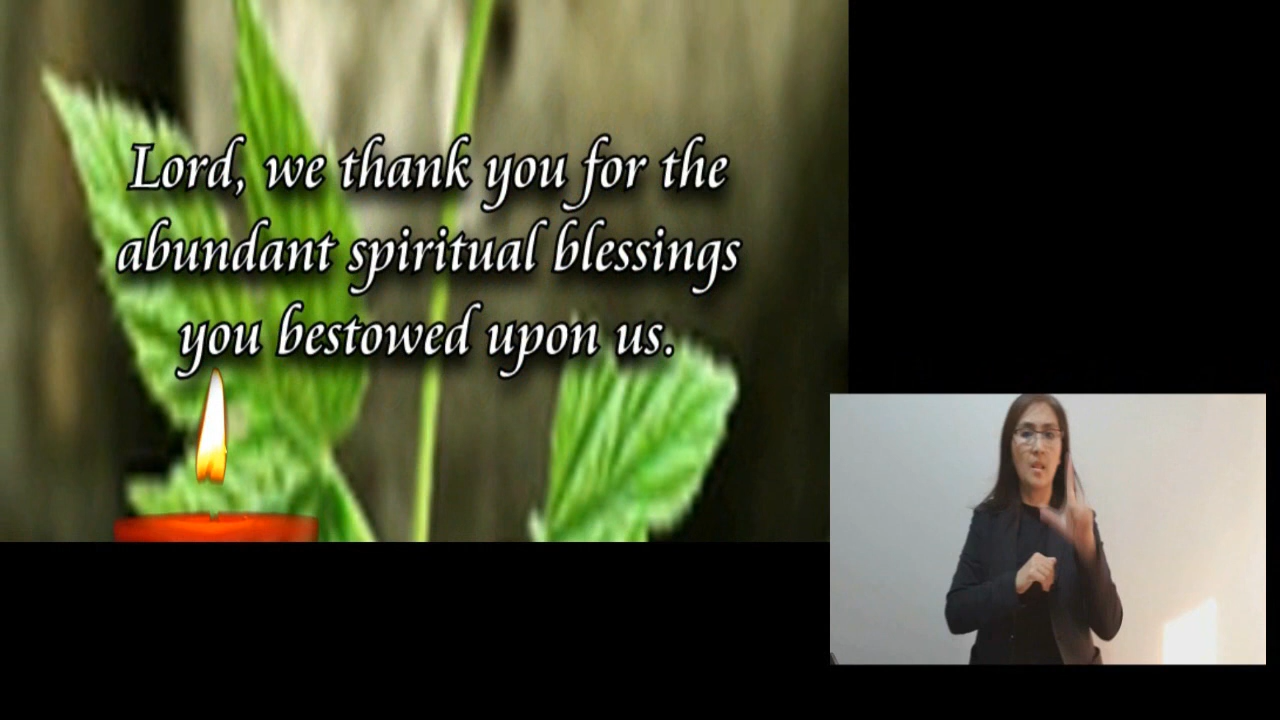 Lord, we thank you for the
abundant spiritual blessings
you bestowed upon us.